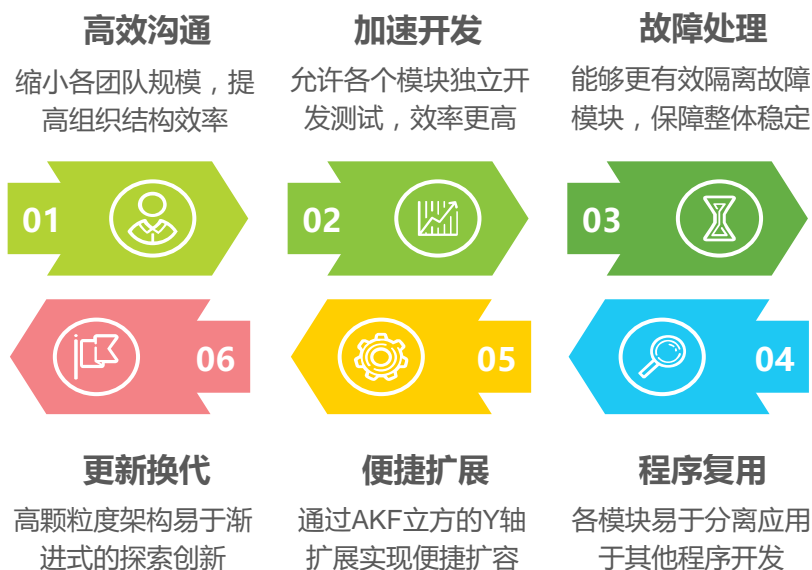 高效沟通
缩小各团队规模，提
高组织结构效率
加速开发
允许各个模块独立开
发测试，效率更高
故障处理
能够更有效隔离故障
模块，保障整体稳定
01
02
03
06
05
04
更新换代
高颗粒度架构易于渐
进式的探索创新
便捷扩展
通过AKF立方的Y轴
扩展实现便捷扩容
程序复用
各模块易于分离应用
于其他程序开发